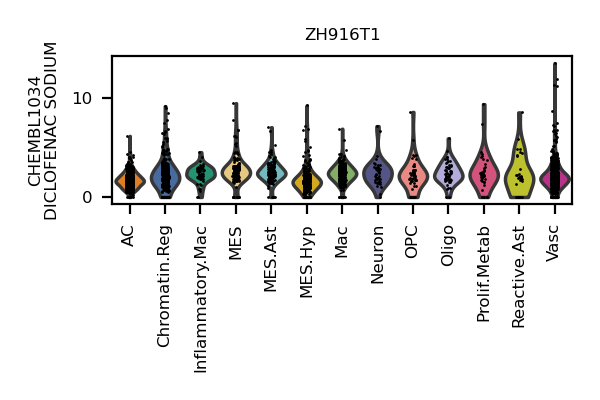 ZH916T1
CHEMBL1034
DICLOFENAC SODIUM
10
0
AC
Chromatin.Reg
Inflammatory.Mac
MES
MES.Ast
MES.Hyp
Mac
Neuron
OPC
Oligo
Prolif.Metab
Reactive.Ast
Vasc